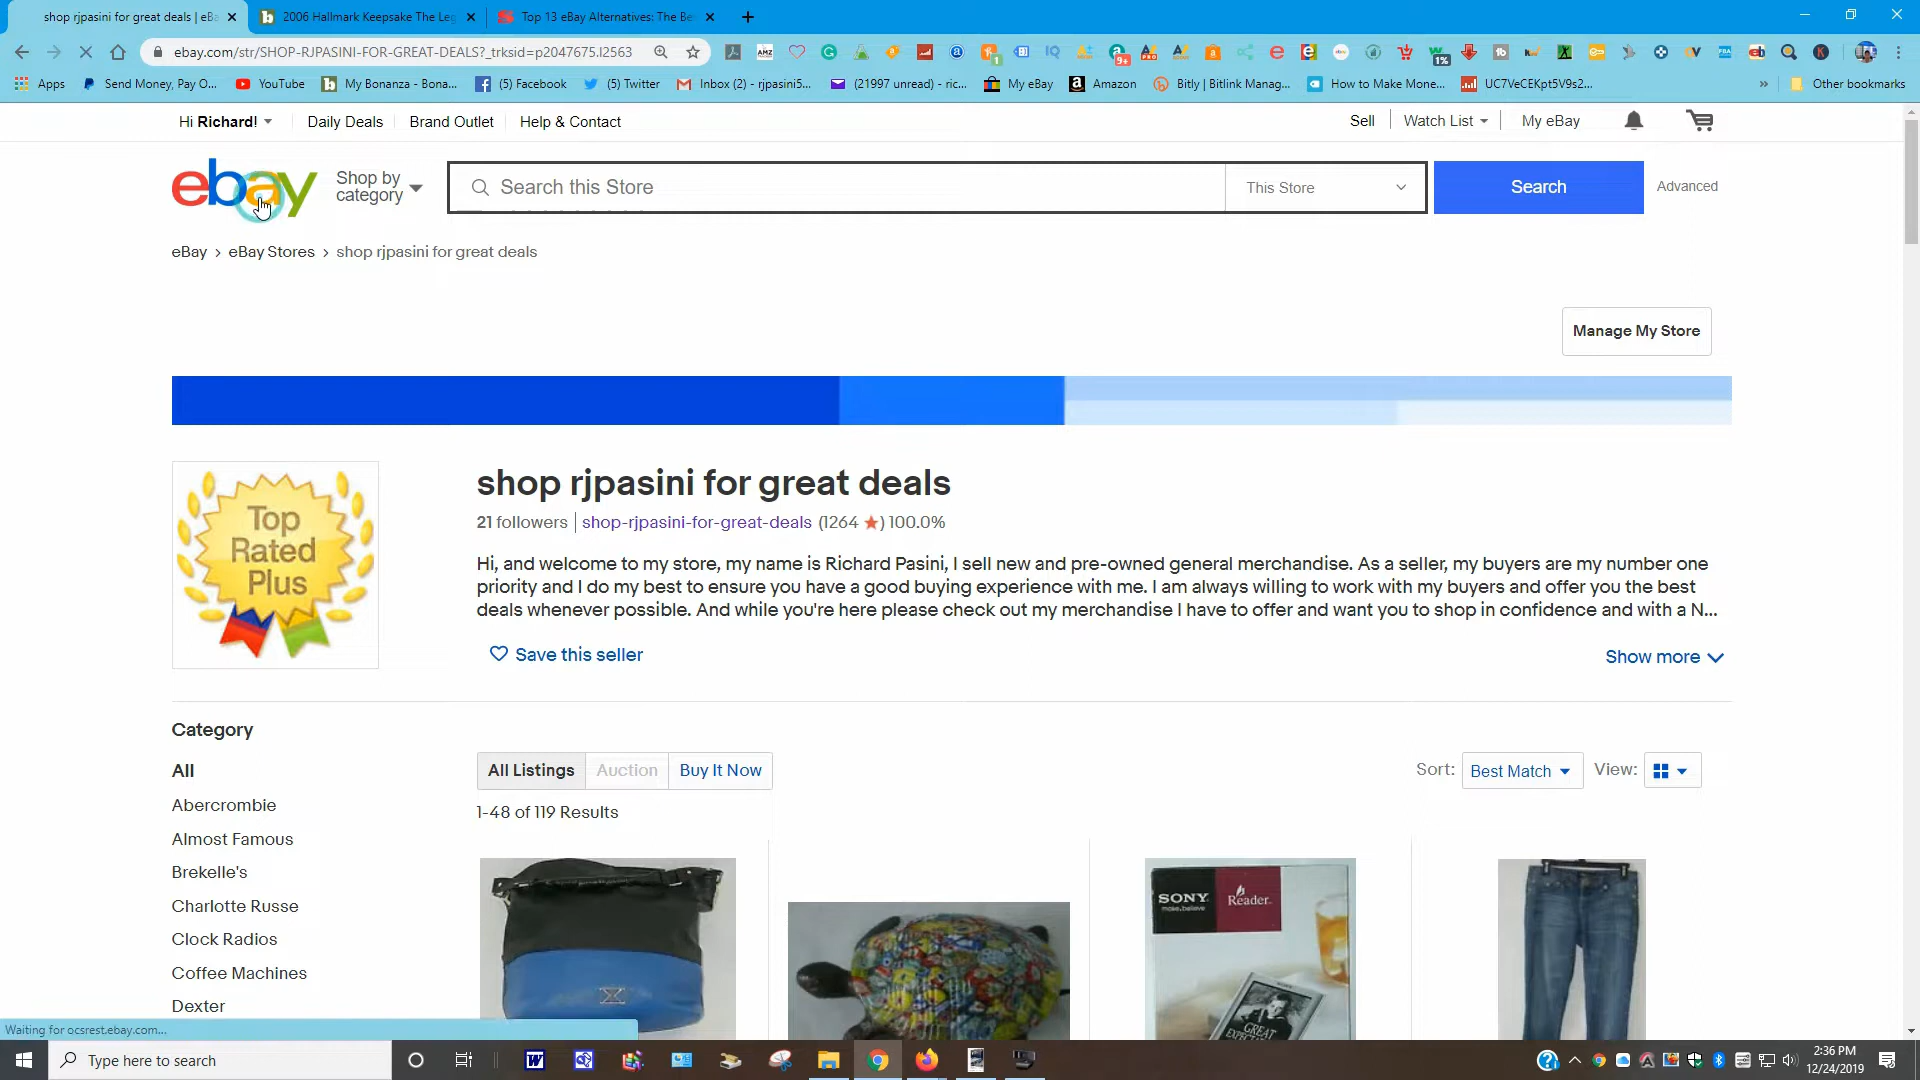 shop rjpasini for great deals | eBa
2006 Hallmark Keepsake The Leg
Top 13 eBay Alternatives: The Be
ebay.com/str/SHOP-RJPASINI-FOR-GREAT-DEALS?_trksid=p2047675.l2563
Apps
Send Money, Pay O...
YouTube
My Bonanza - Bona...
(5) Facebook
(5) Twitter
Inbox (2) - rjpasini5...
(21997 unread) - ric...
My eBay
Amazon
Bitly | Bitlink Manag...
How to Make Mone...
UC7VeCEKpt5V9s2...
Other bookmarks
Hi Richard!
Daily Deals
Brand Outlet
Help & Contact
Sell
Watch List
My eBay
ebay
Shop by
category
Search this Store
This Store
Search
Advanced
eBay > eBay Stores > shop rjpasini for great deals
Manage My Store
Top
Rated
Plus
shop rjpasini for great deals
21 followers | shop-rjpasini-for-great-deals (1264 ★) 100.0%
Hi, and welcome to my store, my name is Richard Pasini, I sell new and pre-owned general merchandise. As a seller, my buyers are my number one
priority and I do my best to ensure you have a good buying experience with me. I am always willing to work with my buyers and offer you the best
deals whenever possible. And while you're here please check out my merchandise I have to offer and want you to shop in confidence and with a N...
Save this seller
Show more
Category
All
Abercrombie
Almost Famous
Brekelle's
Charlotte Russe
Clock Radios
Coffee Machines
Dexter
All Listings
Auction
Buy It Now
Sort: Best Match
View:
1-48 of 119 Results
SONY
make.believe
Reader
GREAT
Waiting for ocsrest.ebay.com...
Type here to search
2:36 PM
12/24/2019